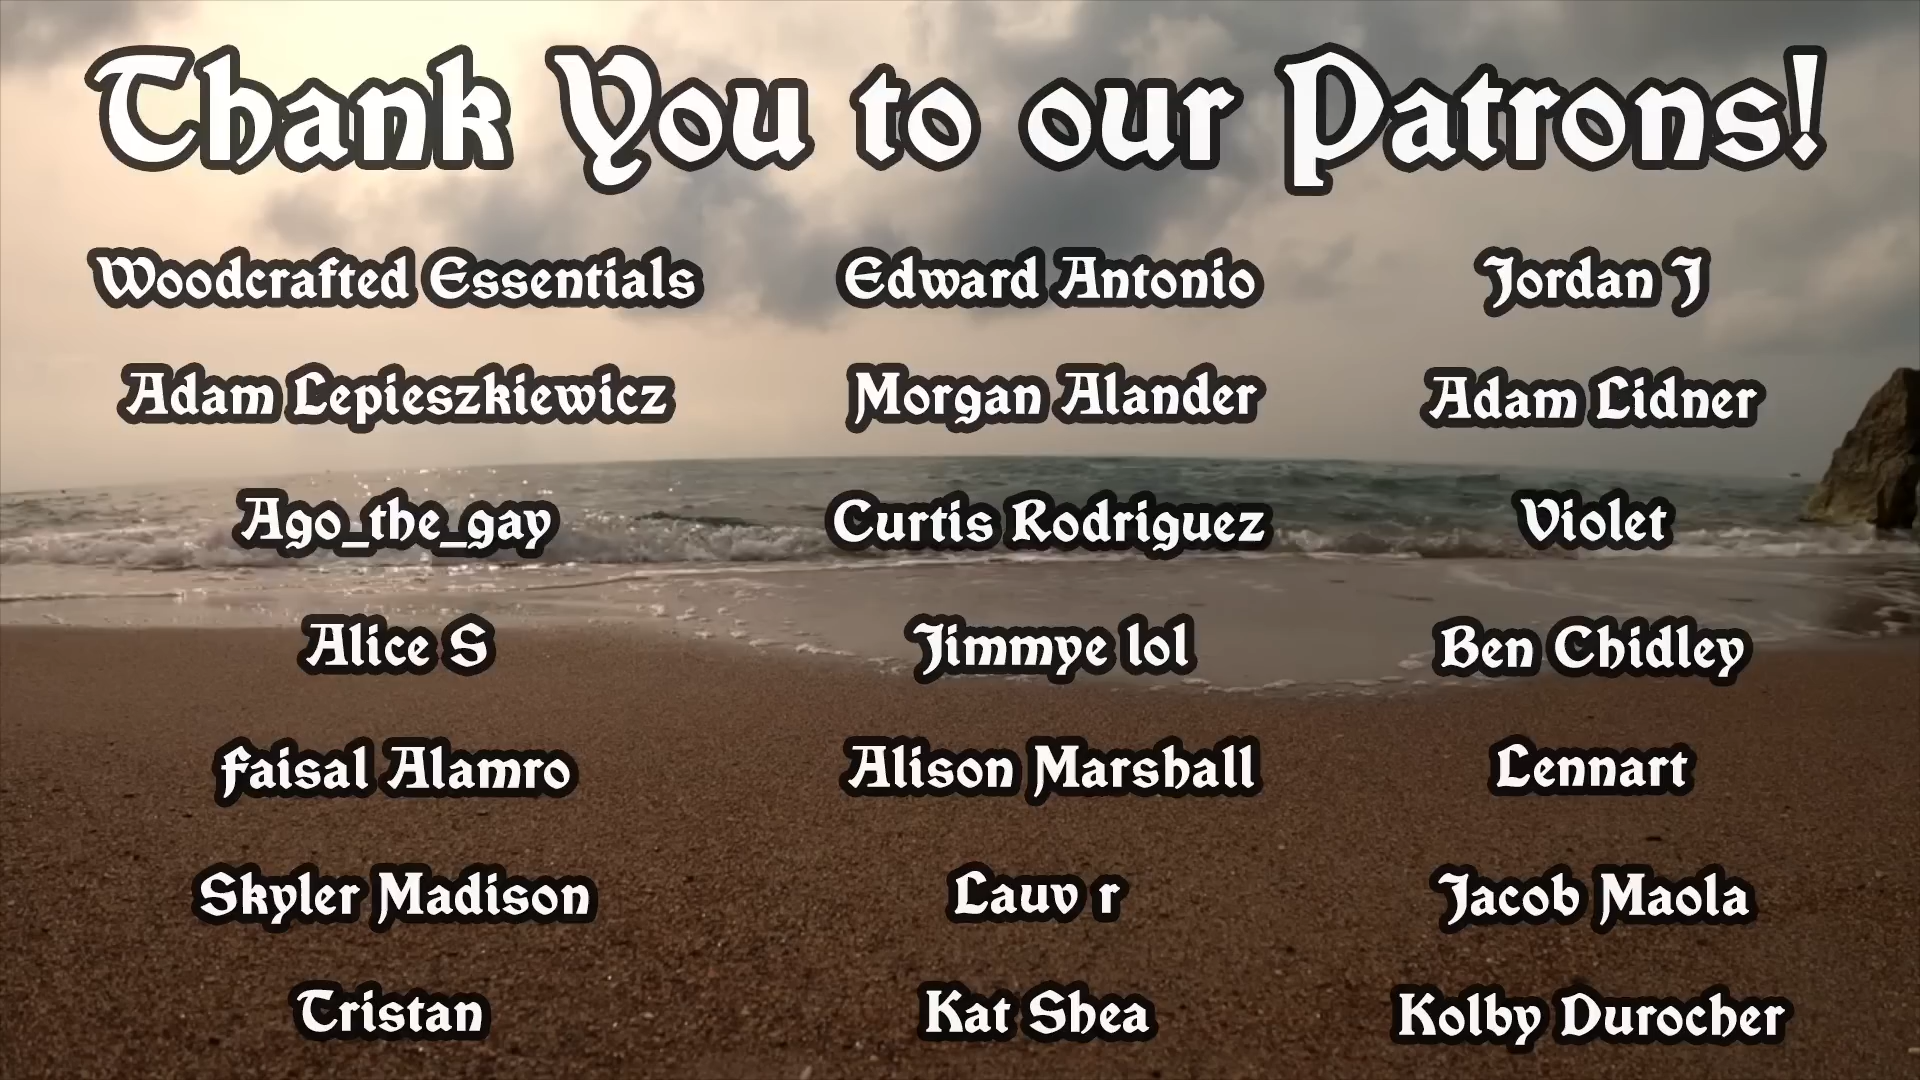 Thank You to our Patrons!
Woodcrafted Essentials
Edward Antonio
Jordan J
Adam Lepieszkiewicz
Morgan Alander
Adam Lidner
Ago_the_gay
Curtis Rodriguez
Violet
Alice S
Jimmye lol
Ben Chidley
Faisal Alamro
Alison Marshall
Lennart
Skyler Madison
Lauv r
Jacob Maola
Tristan
Kat Shea
Kolby Durocher